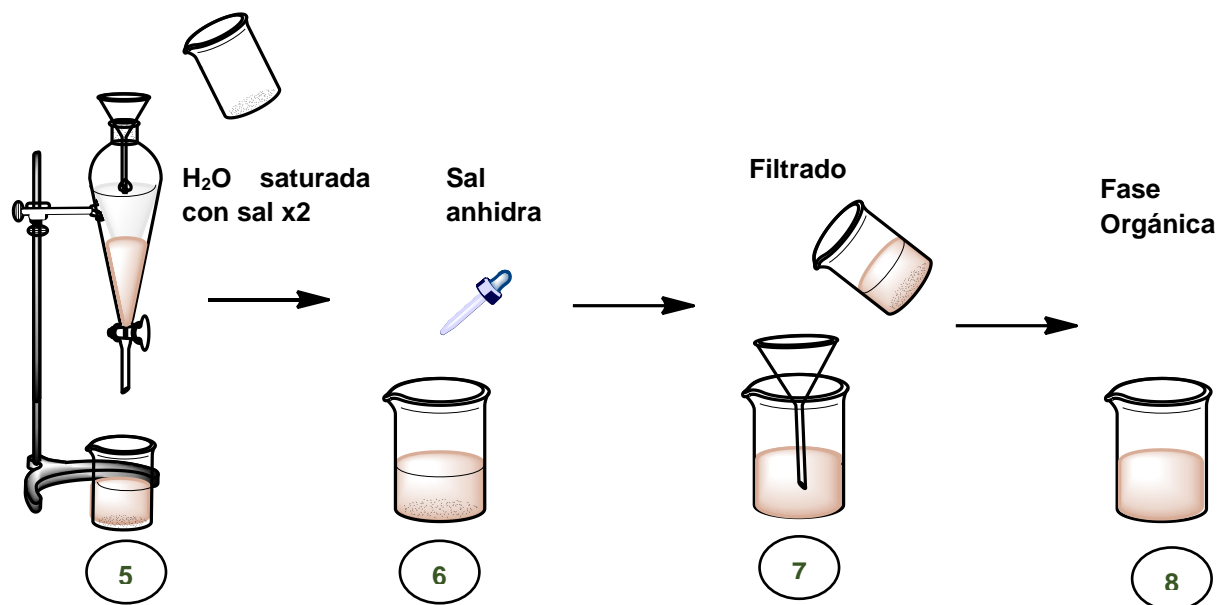 H₂O saturada
con sal x2
Sal
anhidra
Filtrado
Fase
Orgánica
5
6
7
8